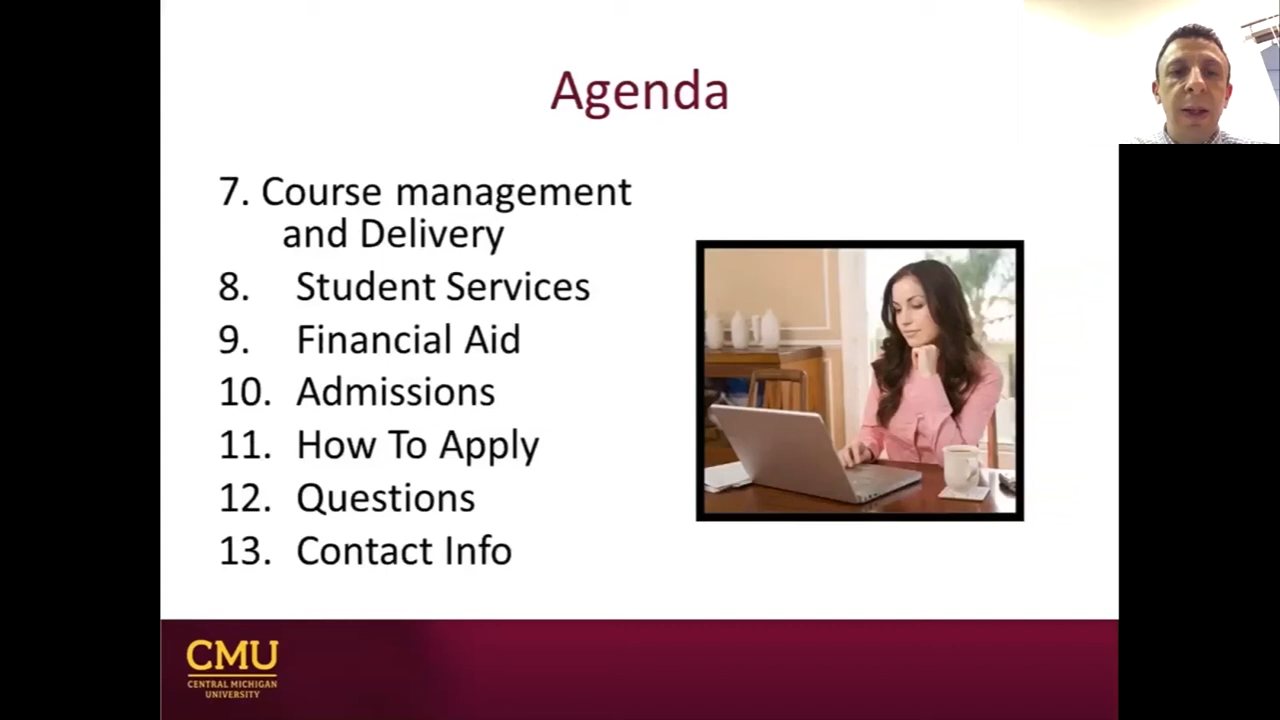 Agenda
7. Course management
and Delivery
8. Student Services
9. Financial Aid
10. Admissions
11. How To Apply
12. Questions
13. Contact Info
CMU
CENTRAL MICHIGAN
UNIVERSITY